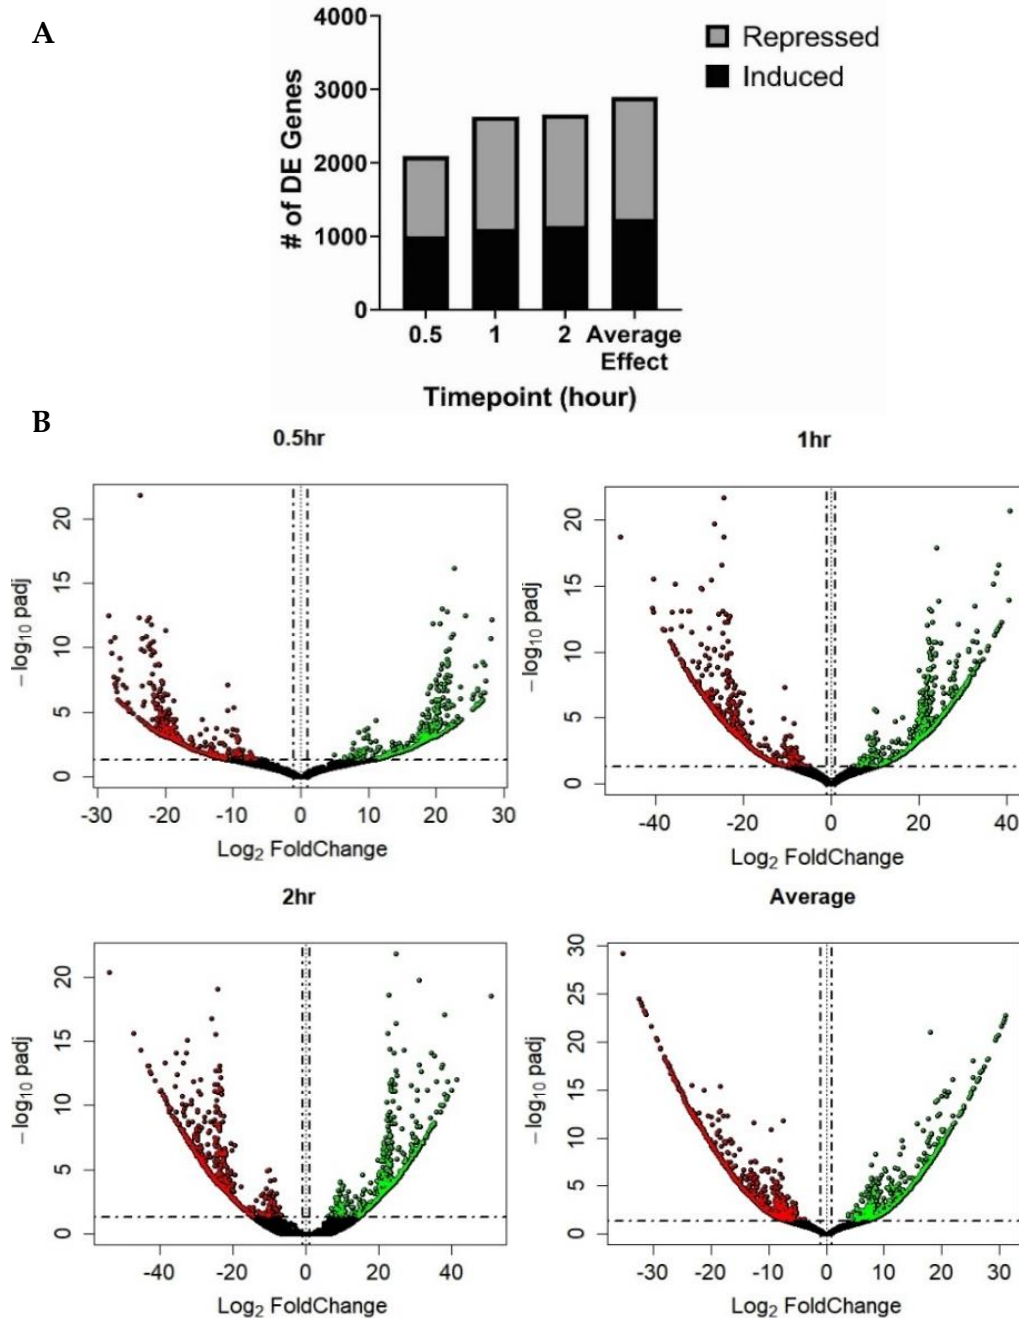 A
4000
3000
2000
1000
0
# of DE Genes
Repressed
Induced
0.5 1 2 Average
Effect
Timepoint (hour)
B
0.5hr
20
15
10
5
0
− log10 padj
-30 -20 -10 0 10 20 30
Log2 FoldChange
1hr
20
15
10
5
0
− log10 padj
-40 -20 0 20 40
Log2 FoldChange
2hr
20
15
10
5
0
− log10 padj
-40 -20 0 20 40
Log2 FoldChange
Average
30
25
20
15
10
5
0
− log10 padj
-30 -20 -10 0 10 20 30
Log2 FoldChange